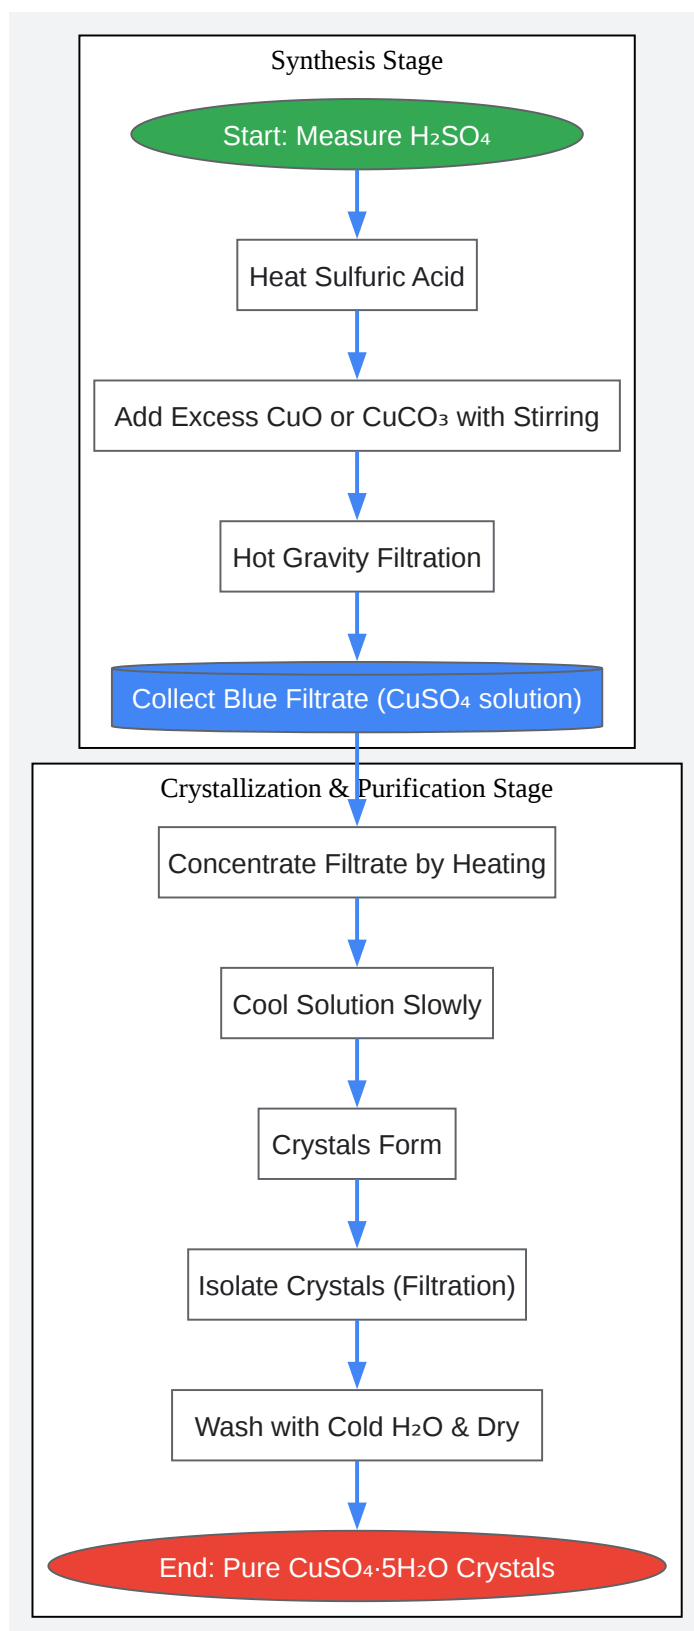 Synthesis Stage
Start: Measure H₂SO₄
Heat Sulfuric Acid
Add Excess CuO or CuCO₃ with Stirring
Hot Gravity Filtration
Collect Blue Filtrate (CuSO₄ solution)
Crystallization & Purification Stage
Concentrate Filtrate by Heating
Cool Solution Slowly
Crystals Form
Isolate Crystals (Filtration)
Wash with Cold H₂O & Dry
End: Pure CuSO₄·5H₂O Crystals